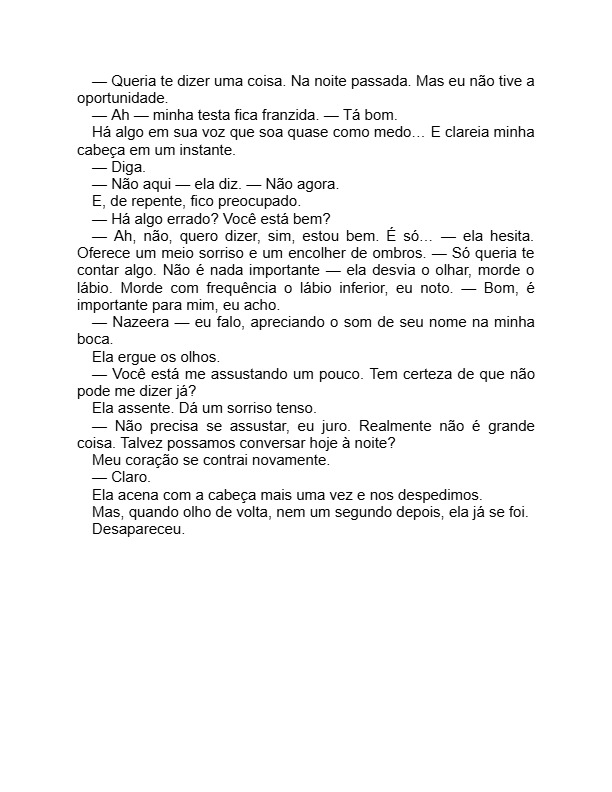 — Queria te dizer uma coisa. Na noite passada. Mas eu não tive a
oportunidade.
— Ah — minha testa fica franzida. — Tá bom.
Há algo em sua voz que soa quase como medo… E clareia minha
cabeça em um instante.
— Diga.
— Não aqui — ela diz. — Não agora.
E, de repente, fico preocupado.
— Há algo errado? Você está bem?
— Ah, não, quero dizer, sim, estou bem. É só… — ela hesita.
Oferece um meio sorriso e um encolher de ombros. — Só queria te
contar algo. Não é nada importante — ela desvia o olhar, morde o
lábio. Morde com frequência o lábio inferior, eu noto. — Bom, é
importante para mim, eu acho.
— Nazeera — eu falo, apreciando o som de seu nome na minha
boca.
Ela ergue os olhos.
— Você está me assustando um pouco. Tem certeza de que não
pode me dizer já?
Ela assente. Dá um sorriso tenso.
— Não precisa se assustar, eu juro. Realmente não é grande
coisa. Talvez possamos conversar hoje à noite?
Meu coração se contrai novamente.
— Claro.
Ela acena com a cabeça mais uma vez e nos despedimos.
Mas, quando olho de volta, nem um segundo depois, ela já se foi.
Desapareceu.